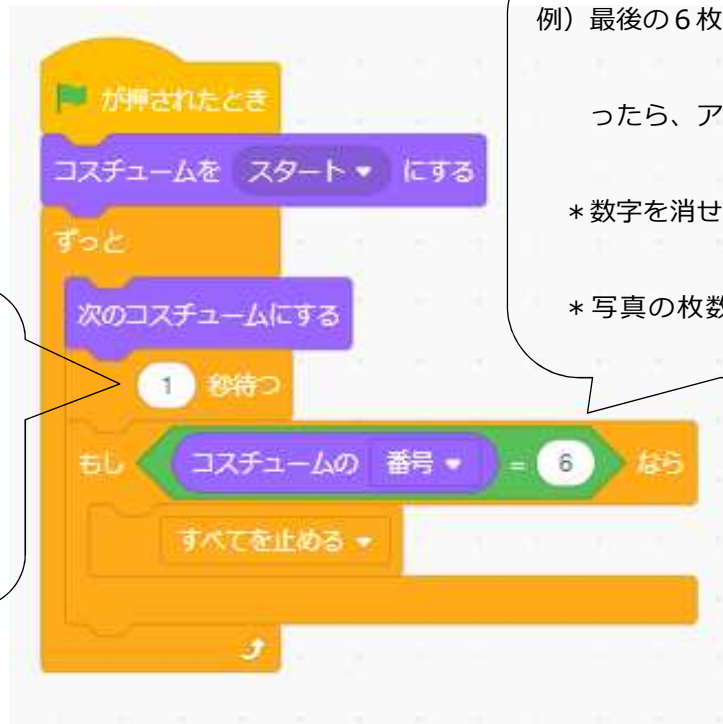 例）最後の６枚
ったら、ア
＊数字を消せ
＊写真の枚数
が押されたとき
コスチュームを スタート にする
ずっと
次のコスチュームにする
1 秒待つ
もし コスチュームの 番号 = 6 なら
すべてを止める